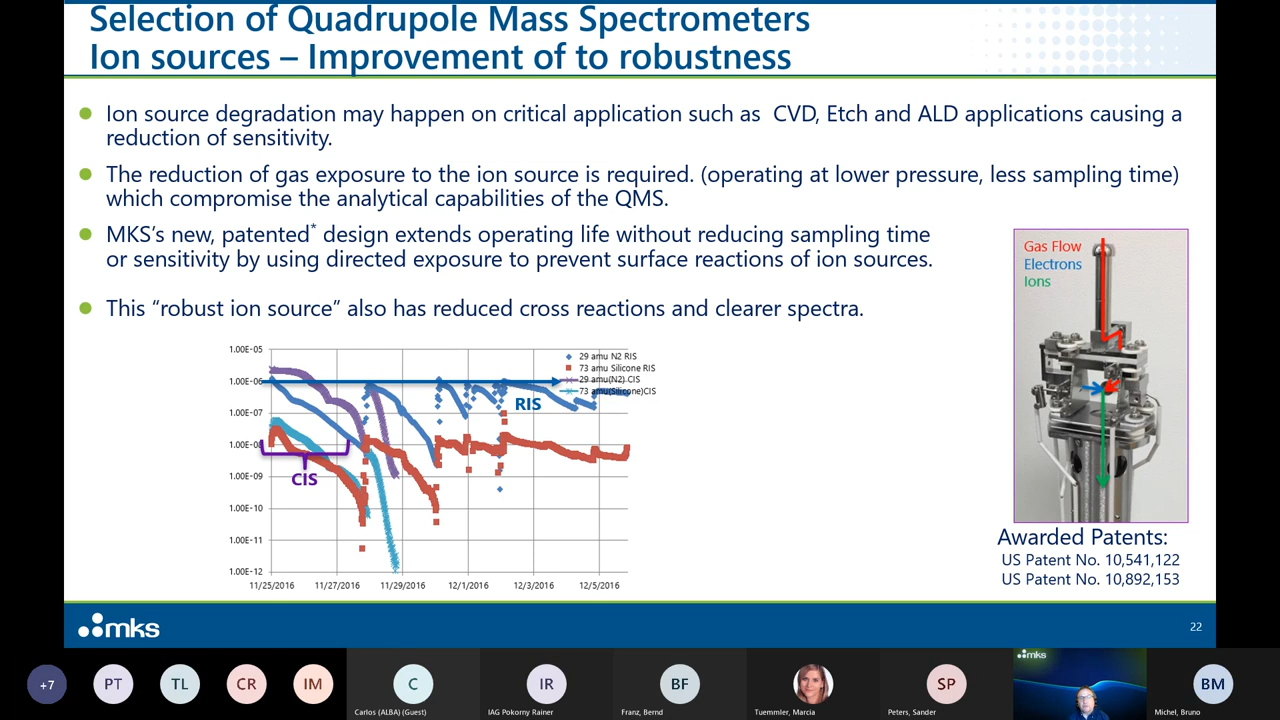 Selection of Quadrupole Mass Spectrometers
Ion sources – Improvement of to robustness
Ion source degradation may happen on critical application such as CVD, Etch and ALD applications causing a
reduction of sensitivity.
The reduction of gas exposure to the ion source is required. (operating at lower pressure, less sampling time)
which compromise the analytical capabilities of the QMS.
MKS's new, patented* design extends operating life without reducing sampling time
or sensitivity by using directed exposure to prevent surface reactions of ion sources.
This “robust ion source” also has reduced cross reactions and clearer spectra.
Gas Flow
Electrons
Ions
1.00E-05
1.00E-06
1.00E-07
1.00E-08
1.00E-09
1.00E-10
1.00E-11
1.00E-12
11/25/2016
11/27/2016
11/29/2016
12/1/2016
12/3/2016
12/5/2016
29 amu N2 RIS
73 amu Silicone RIS
29 amu(N2) CIS
73 amu(Silicone)CIS
RIS
CIS
Awarded Patents:
US Patent No. 10,541,122
US Patent No. 10,892,153
mks
22
+7
PT
TL
CR
IM
C
Carlos (ALBA) (Guest)
IR
IAG Pokorny Rainer
BF
Franz, Bernd
Tuemmler, Marcia
SP
Peters, Sander
mks
BM
Michel, Bruno